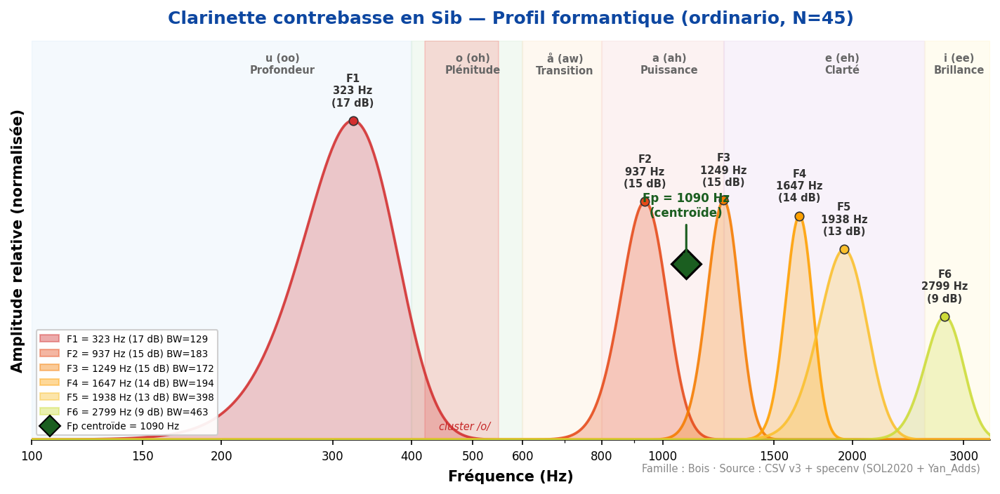 Clarinette contrebasse en Sib — Profil formantique (ordinario, N=45)
u (oo)
Profondeur
o (oh)
Plénitude
å (aw)
Transition
a (ah)
Puissance
e (eh)
Clarté
i (ee)
Brillance
F1
323 Hz
(17 dB)
F2
937 Hz
(15 dB)
F3
1249 Hz
(15 dB)
Fp = 1090 Hz
(centroïde)
F4
1647 Hz
(14 dB)
F5
1938 Hz
(13 dB)
F6
2799 Hz
(9 dB)
Amplitude relative (normalisée)
F1 = 323 Hz (17 dB) BW=129
F2 = 937 Hz (15 dB) BW=183
F3 = 1249 Hz (15 dB) BW=172
F4 = 1647 Hz (14 dB) BW=194
F5 = 1938 Hz (13 dB) BW=398
F6 = 2799 Hz (9 dB) BW=463
Fp centroïde = 1090 Hz
cluster /o/
100 150 200 300 400 500 600 800 1000 1500 2000 3000
Fréquence (Hz)
Famille : Bois · Source : CSV v3 + specenv (SOL2020 + Yan_Adds)